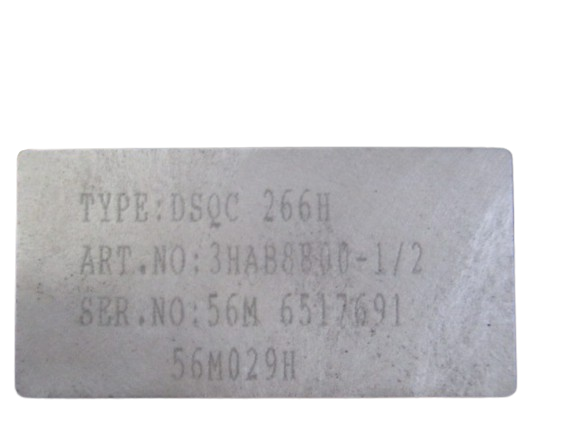 TYPE:DSQC 266H
ART.NO:3HAB8800-1/2
SER.NO:56M 6517691
56M029H